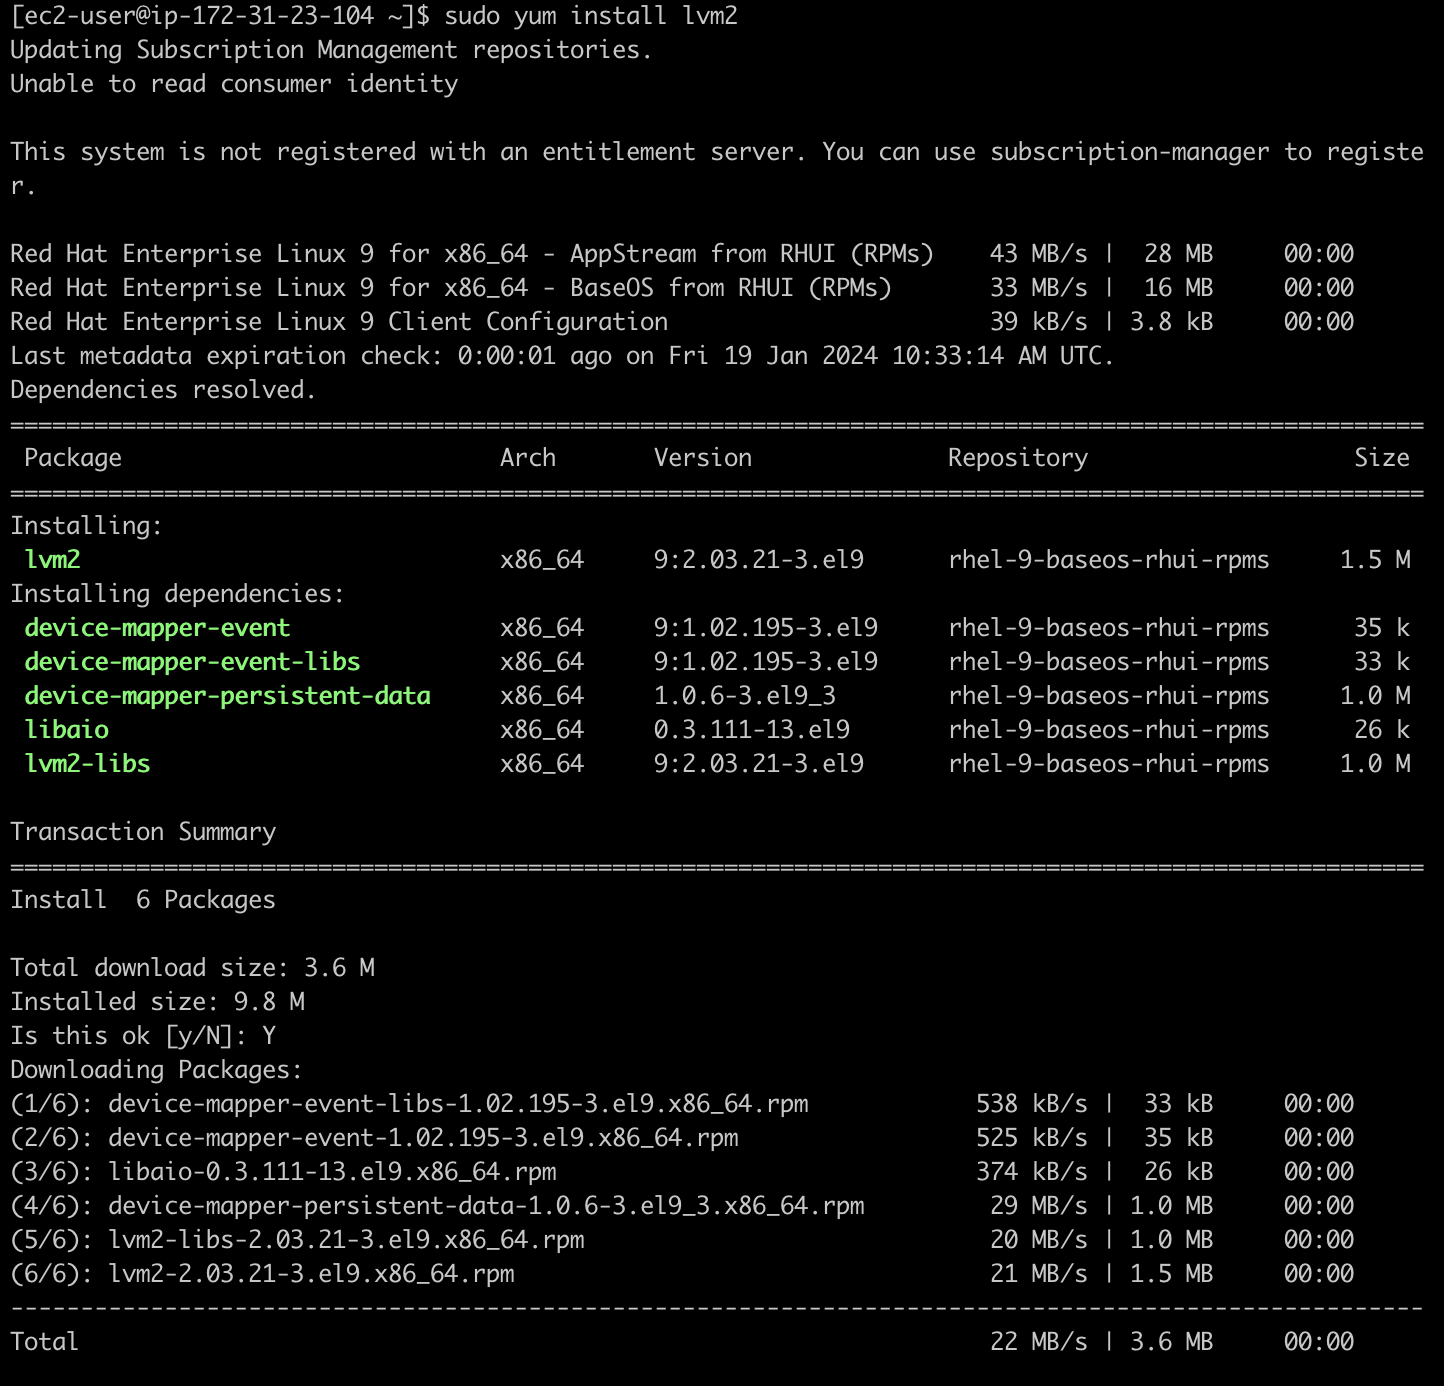 [ec2-user@ip-172-31-23-104 ~]$ sudo yum install lvm2
Updating Subscription Management repositories.
Unable to read consumer identity

This system is not registered with an entitlement server. You can use subscription-manager to registe
r.

Red Hat Enterprise Linux 9 for x86_64 - AppStream from RHUI (RPMs)    43 MB/s |  28 MB     00:00
Red Hat Enterprise Linux 9 for x86_64 - BaseOS from RHUI (RPMs)       33 MB/s |  16 MB     00:00
Red Hat Enterprise Linux 9 Client Configuration                       39 kB/s | 3.8 kB     00:00
Last metadata expiration check: 0:00:01 ago on Fri 19 Jan 2024 10:33:14 AM UTC.
Dependencies resolved.
=====================================================================================================
 Package                           Arch       Version              Repository                   Size
=====================================================================================================
Installing:
 lvm2                              x86_64     9:2.03.21-3.el9      rhel-9-baseos-rhui-rpms     1.5 M
Installing dependencies:
 device-mapper-event               x86_64     9:1.02.195-3.el9     rhel-9-baseos-rhui-rpms      35 k
 device-mapper-event-libs          x86_64     9:1.02.195-3.el9     rhel-9-baseos-rhui-rpms      33 k
 device-mapper-persistent-data     x86_64     1.0.6-3.el9_3        rhel-9-baseos-rhui-rpms     1.0 M
 libaio                            x86_64     0.3.111-13.el9       rhel-9-baseos-rhui-rpms      26 k
 lvm2-libs                         x86_64     9:2.03.21-3.el9      rhel-9-baseos-rhui-rpms     1.0 M

Transaction Summary
=====================================================================================================
Install  6 Packages

Total download size: 3.6 M
Installed size: 9.8 M
Is this ok [y/N]: Y
Downloading Packages:
(1/6): device-mapper-event-libs-1.02.195-3.el9.x86_64.rpm            538 kB/s |  33 kB     00:00
(2/6): device-mapper-event-1.02.195-3.el9.x86_64.rpm                 525 kB/s |  35 kB     00:00
(3/6): libaio-0.3.111-13.el9.x86_64.rpm                              374 kB/s |  26 kB     00:00
(4/6): device-mapper-persistent-data-1.0.6-3.el9_3.x86_64.rpm         29 MB/s | 1.0 MB     00:00
(5/6): lvm2-libs-2.03.21-3.el9.x86_64.rpm                             20 MB/s | 1.0 MB     00:00
(6/6): lvm2-2.03.21-3.el9.x86_64.rpm                                  21 MB/s | 1.5 MB     00:00
-----------------------------------------------------------------------------------------------------
Total                                                                 22 MB/s | 3.6 MB     00:00